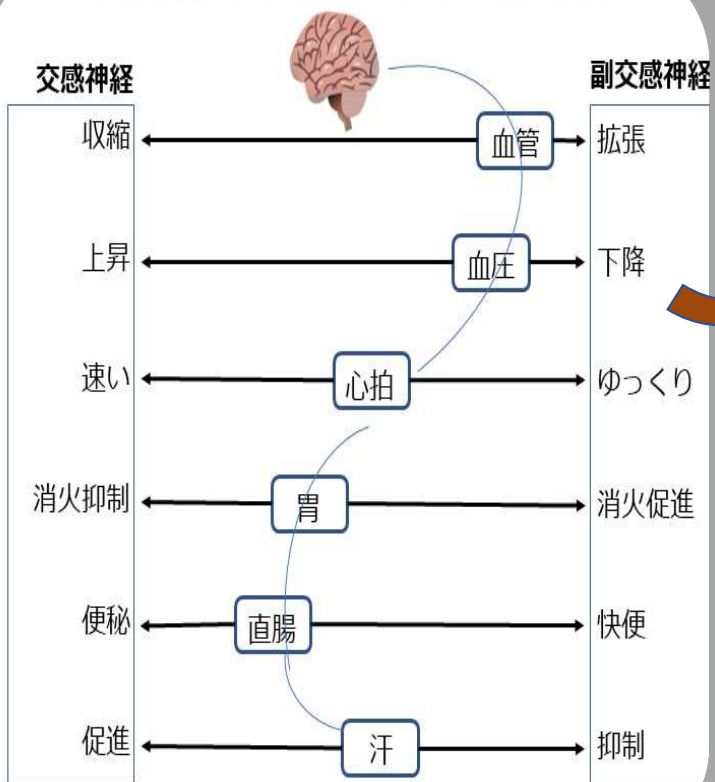 交感神経 副交感神経
収縮 血管 拡張
上昇 血圧 下降
速い 心拍 ゆっくり
消火抑制 胃 消火促進
便秘 直腸 快便
促進 汗 抑制